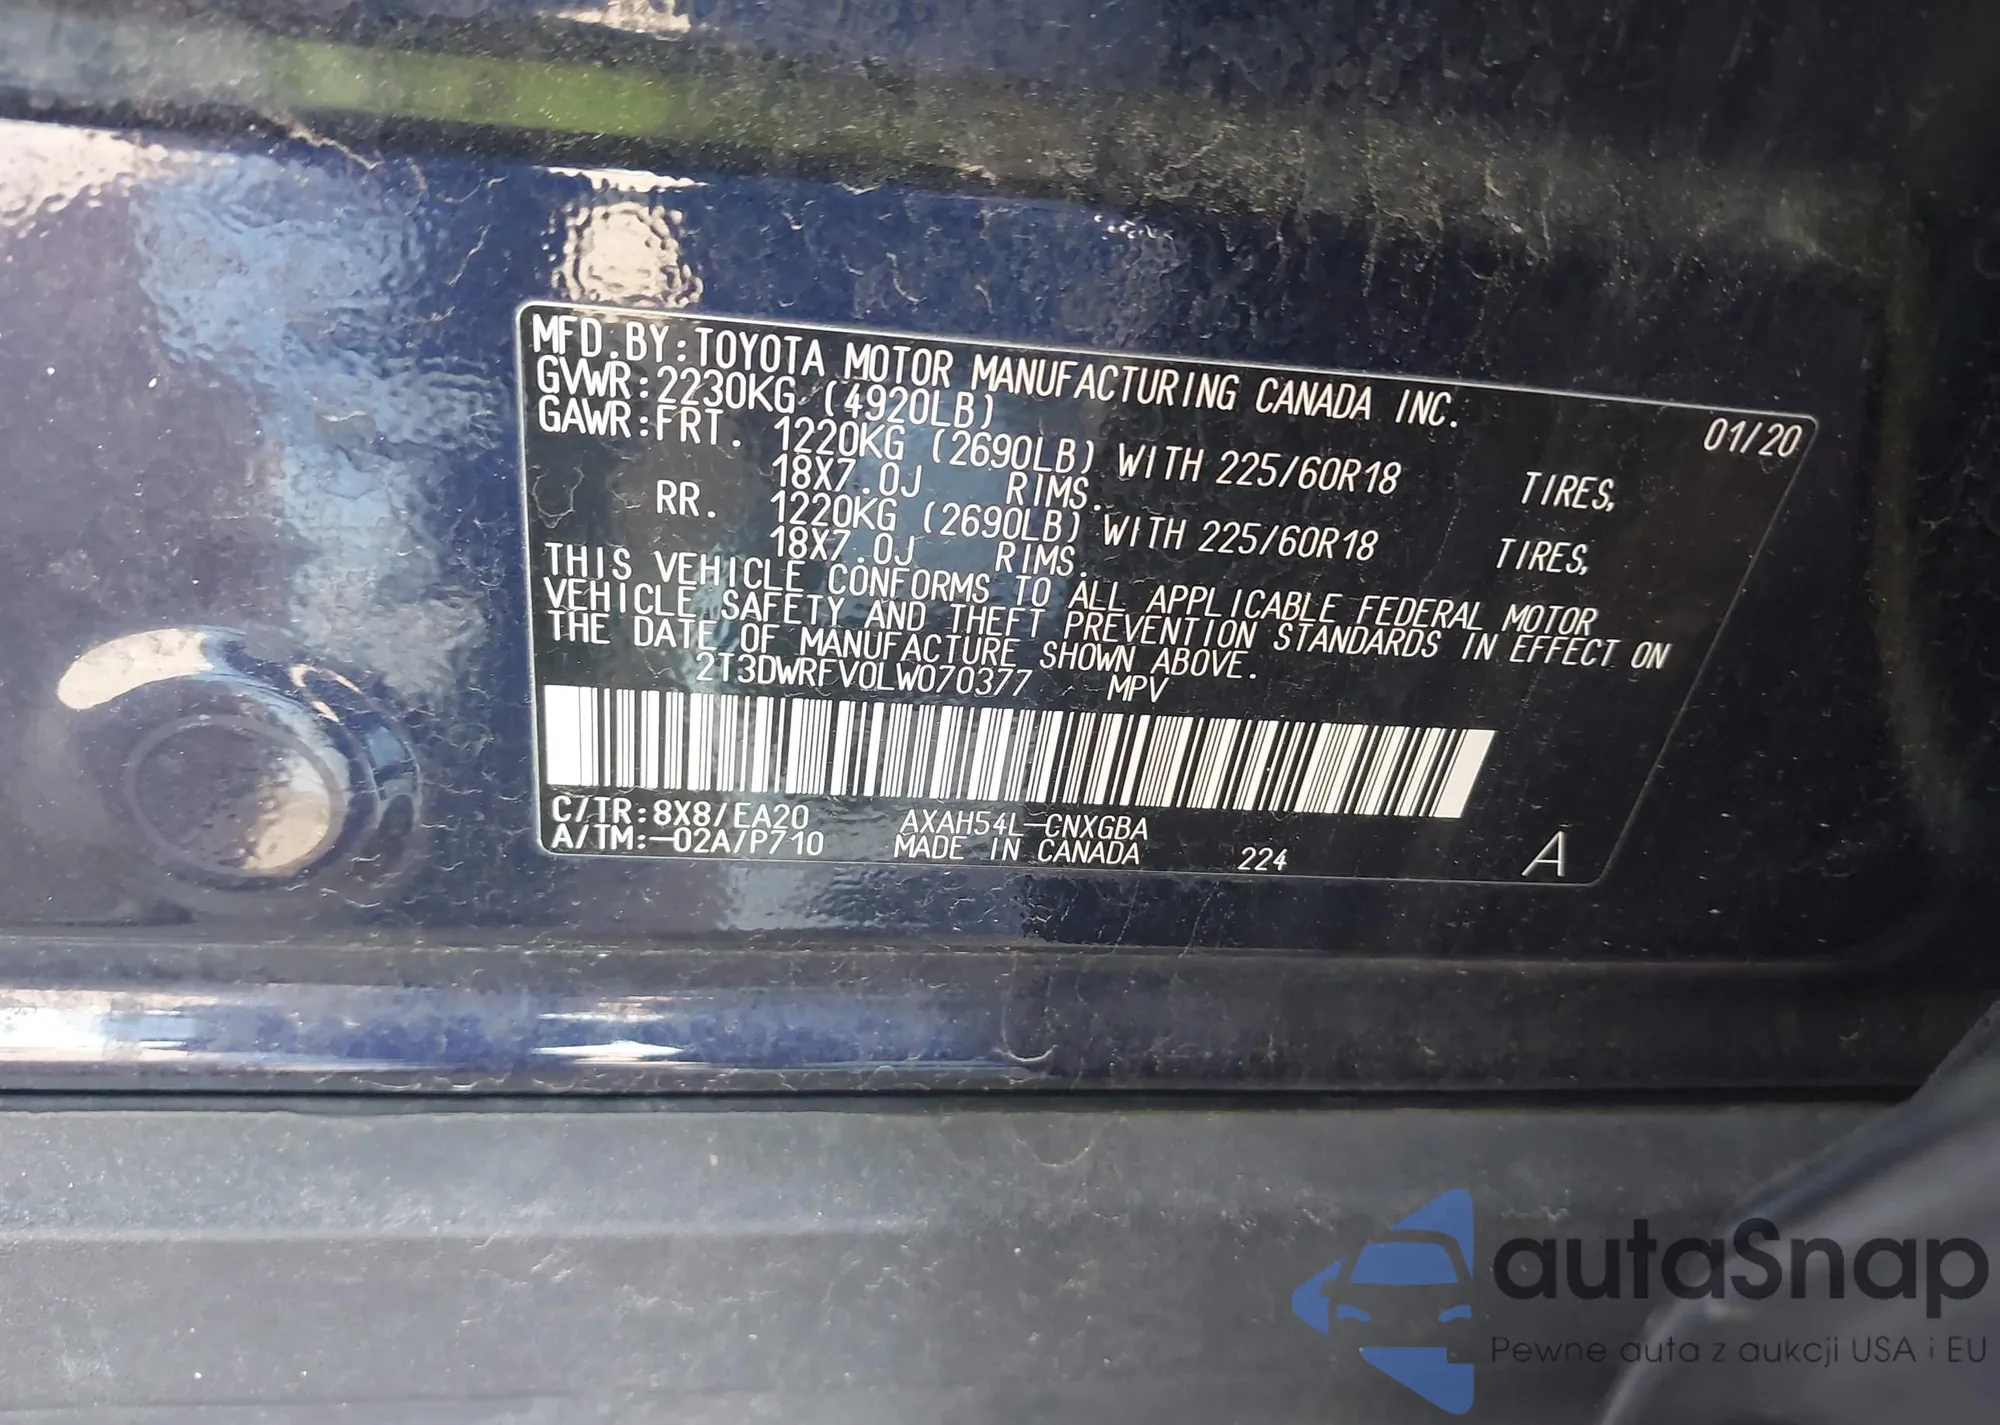 MFD.BY:TOYOTA MOTOR MANUFACTURING CANADA INC. 01/20
GVWR:2230KG (4920LB)
GAWR:FRT. 1220KG (2690LB) WITH 225/60R18 TIRES,
18X7.0J RIMS.
RR. 1220KG (2690LB) WITH 225/60R18 TIRES,
18X7.0J RIMS.
THIS VEHICLE CONFORMS TO ALL APPLICABLE FEDERAL MOTOR
VEHICLE SAFETY AND THEFT PREVENTION STANDARDS IN EFFECT ON
THE DATE OF MANUFACTURE SHOWN ABOVE.
2T3DWRFV0LW070377 MPV
C/TR:8X8/EA20 AXAH54L-CNXGBA
A/TM:-02A/P710 MADE IN CANADA 224 A
autaSnap
Pewne auta z aukcji USA i EU